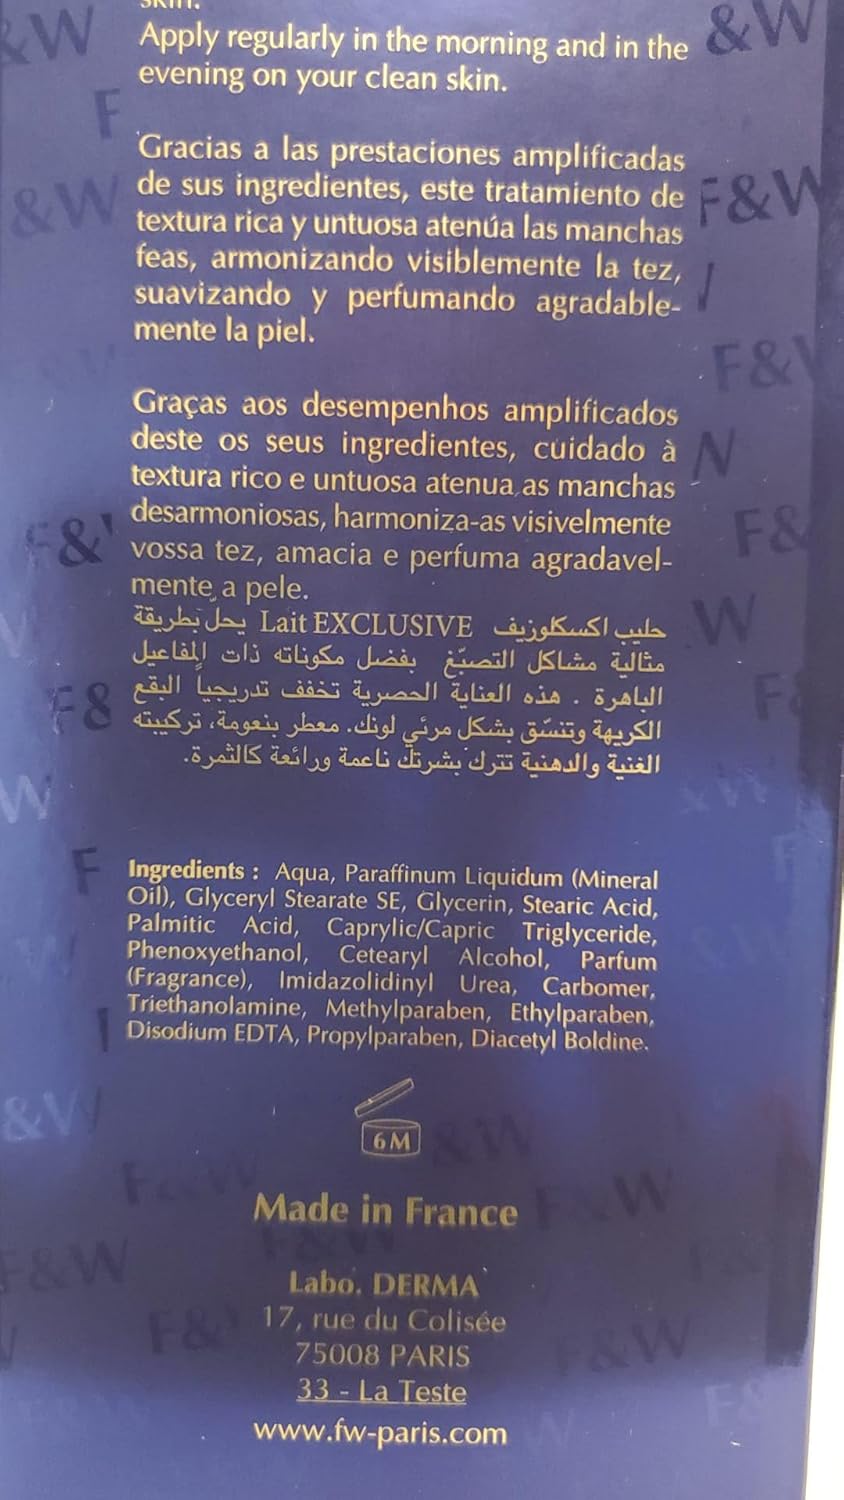 skin.
Apply regularly in the morning and in the
evening on your clean skin.
Gracias a las prestaciones amplificadas
de sus ingredientes, este tratamiento de
textura rica y untuosa atenúa las manchas
feas, armonizando visiblemente la tez,
suavizando y perfumando agradable-
mente la piel.
Graças aos desempenhos amplificados
deste os seus ingredientes, cuidado à
textura rico e untuosa atenua as manchas
desarmoniosas, harmoniza-as visivelmente
vossa tez, amacia e perfuma agradavel-
mente a pele.
حليب اكسكلوزيف Lait EXCLUSIVE يحل بطريقة
مثالية مشاكل التصبّغ بفضل مكوناته ذات المفاعيل
الباهرة . هذه العناية الحصرية تخفف تدريجياً البقع
الكريهة وتنسّق بشكل مرئي لونك. معطر بنعومة، تركيبته
الغنية والدهنية تترك بشرتك ناعمة ورائعة كالثمرة.
Ingredients : Aqua, Paraffinum Liquidum (Mineral
Oil), Glyceryl Stearate SE, Glycerin, Stearic Acid,
Palmitic Acid, Caprylic/Capric Triglyceride,
Phenoxyethanol, Cetearyl Alcohol, Parfum
(Fragrance), Imidazolidinyl Urea, Carbomer,
Triethanolamine, Methylparaben, Ethylparaben,
Disodium EDTA, Propylparaben, Diacetyl Boldine.
6M
Made in France
Labo. DERMA
17, rue du Colisée
75008 PARIS
33 - La Teste
www.fw-paris.com